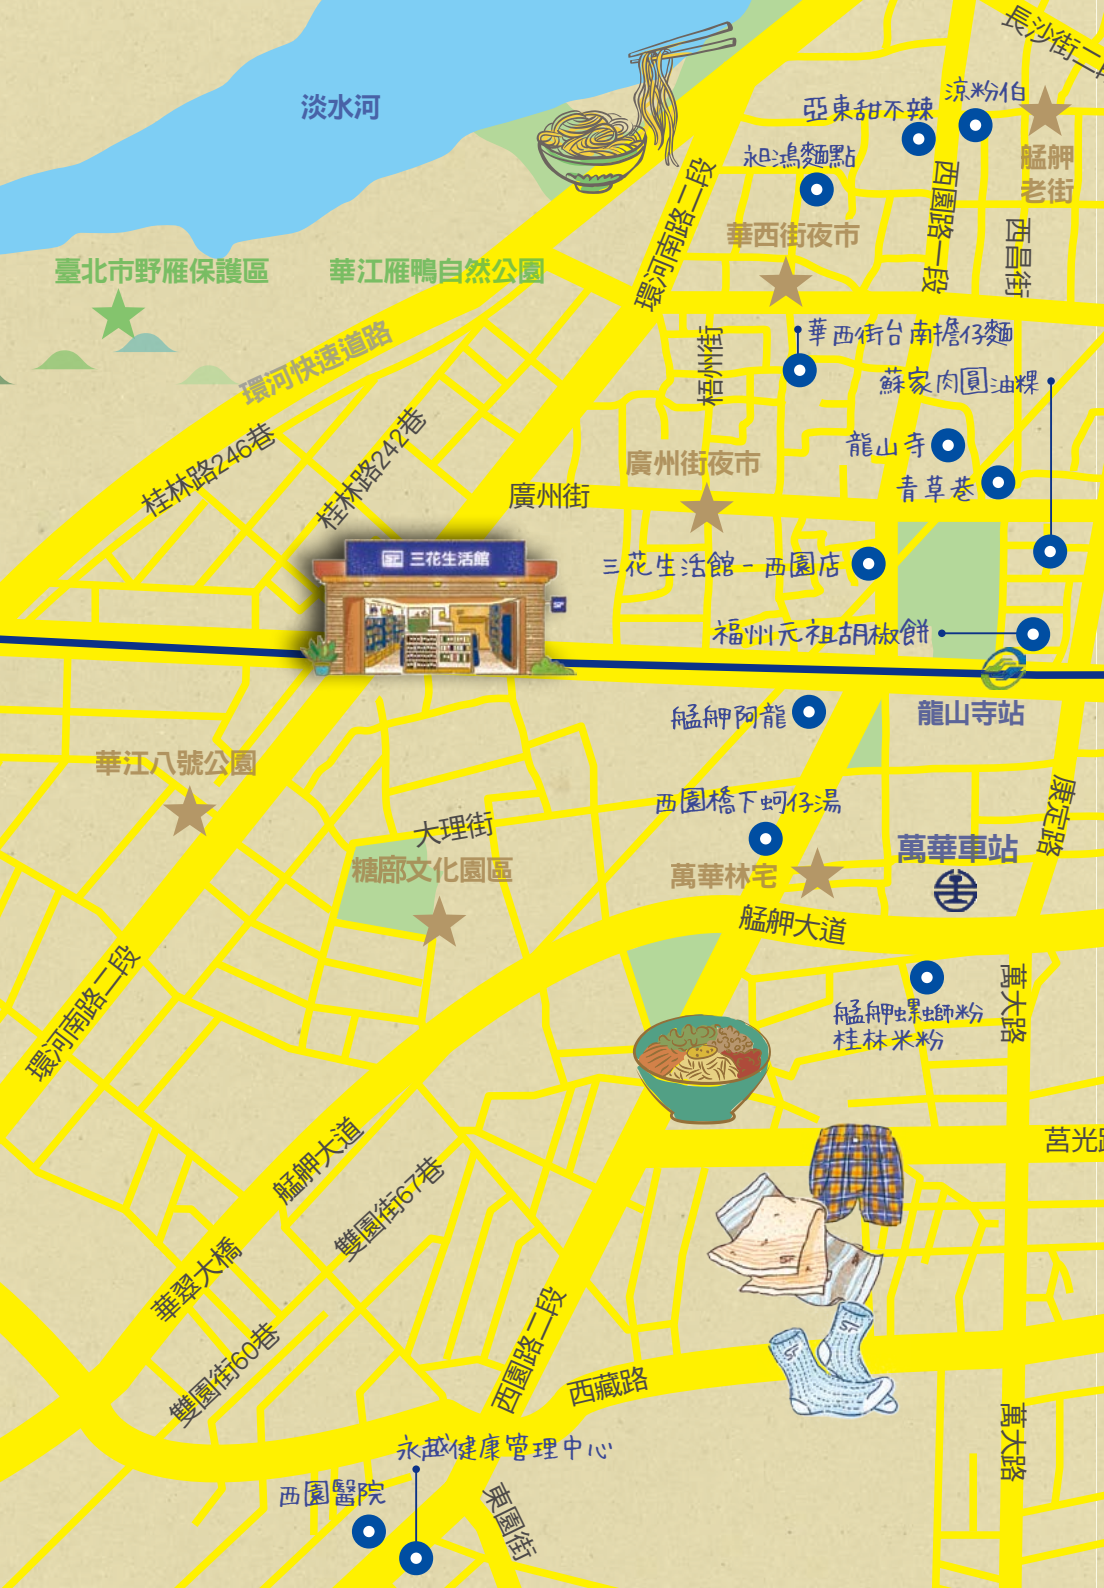 長沙街二段
淡水河
涼粉伯
亞東甜不辣
昶鴻麵點
艋舺
老街
西園路一段
環河南路二段
華西街夜市
西昌街
臺北市野雁保護區
華江雁鴨自然公園
環河快速道路
華西街台南擔仔麵
梧州街
蘇家肉圓油粿
桂林路246巷
桂林路242巷
龍山寺
廣州街夜市
青草巷
廣州街
三花生活館
三花生活館-西園店
福州元祖胡椒餅
龍山寺站
艋舺阿龍
華江八號公園
西園橋下蚵仔湯
康定路
大理街
萬華車站
糖廍文化園區
萬華林宅
艋舺大道
環河南路二段
萬大路
艋舺螺螄粉
桂林米粉
莒光路
艋舺大道
雙園街67巷
華翠大橋
雙園街60巷
西園路二段
西藏路
SF
SF
萬大路
永越健康管理中心
西園醫院
東園街